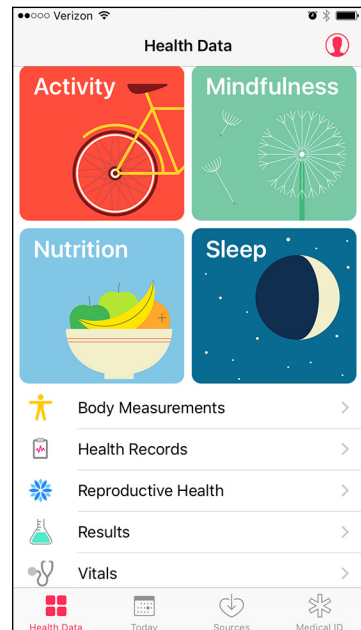 Verizon
Health Data
Activity
Mindfulness
Nutrition
Sleep
Body Measurements
Health Records
Reproductive Health
Results
Vitals
Health Data
Today
Sources
Medical ID